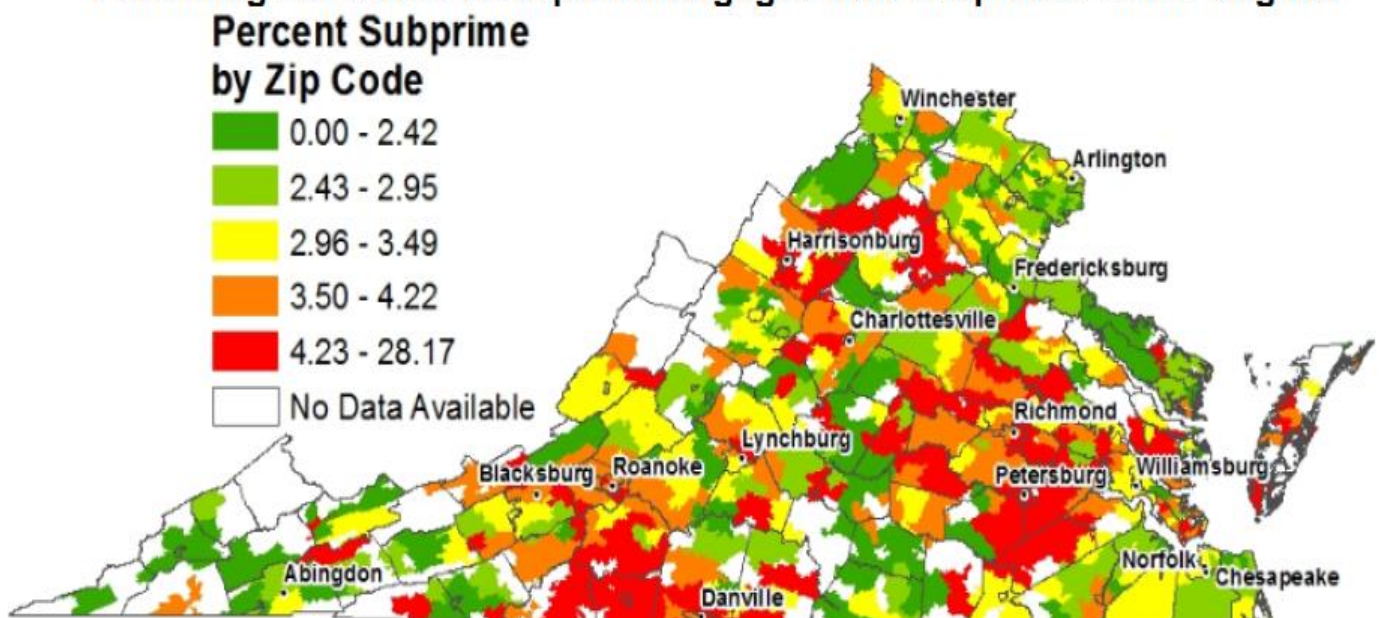 Percent Subprime
by Zip Code
0.00 - 2.42
2.43 - 2.95
2.96 - 3.49
3.50 - 4.22
4.23 - 28.17
No Data Available
Winchester
Arlington
Harrisonburg
Fredericksburg
Charlottesville
Richmond
Lynchburg
Blacksburg
Roanoke
Petersburg
Williamsburg
Abingdon
Norfolk
Chesapeake
Danville